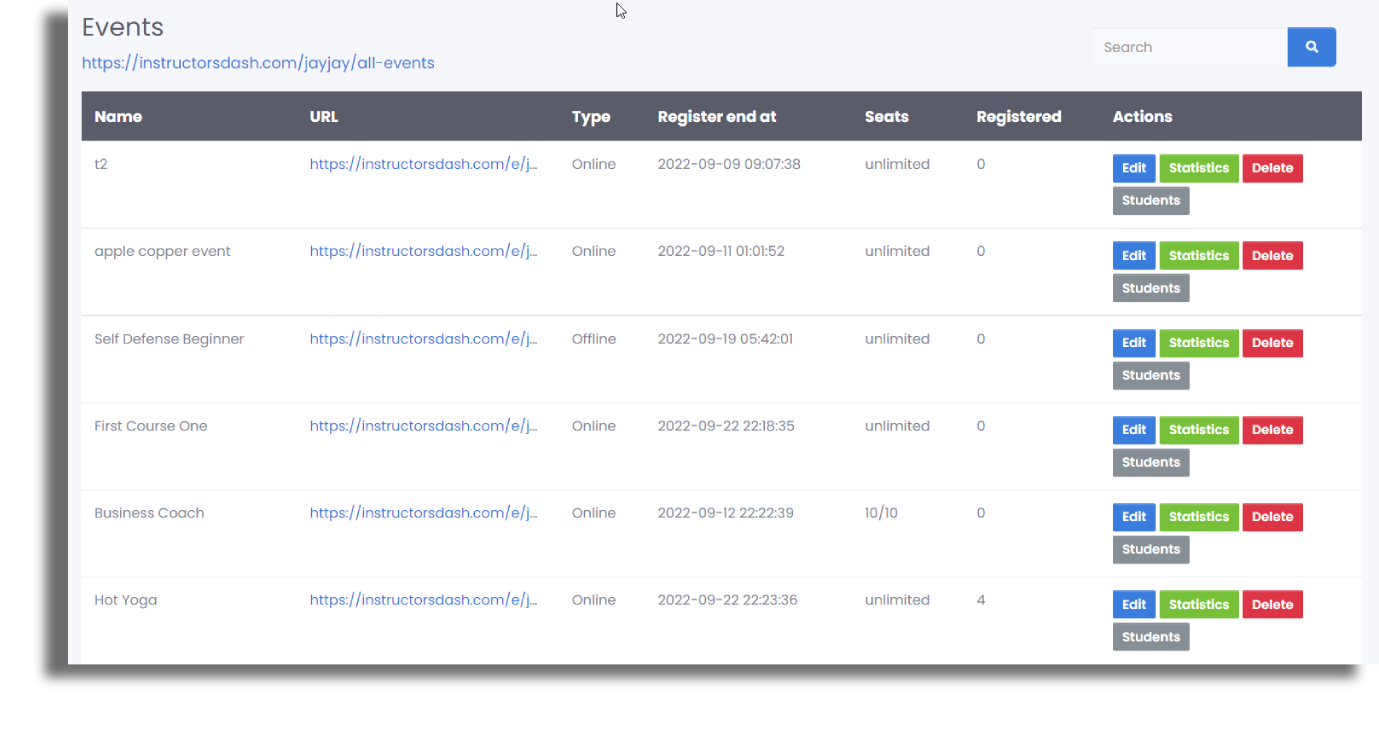 Events
https://instructorsdash.com/jayjay/all-events
Search
Name URL Type Register end at Seats Registered Actions
t2 https://instructorsdash.com/e/j... Online 2022-09-09 09:07:38 unlimited 0 Edit Statistics Delete
Students
apple copper event https://instructorsdash.com/e/j... Online 2022-09-11 01:01:52 unlimited 0 Edit Statistics Delete
Students
Self Defense Beginner https://instructorsdash.com/e/j... Offline 2022-09-19 05:42:01 unlimited 0 Edit Statistics Delete
Students
First Course One https://instructorsdash.com/e/j... Online 2022-09-22 22:18:35 unlimited 0 Edit Statistics Delete
Students
Business Coach https://instructorsdash.com/e/j... Online 2022-09-12 22:22:39 10/10 0 Edit Statistics Delete
Students
Hot Yoga https://instructorsdash.com/e/j... Online 2022-09-22 22:23:36 unlimited 4 Edit Statistics Delete
Students